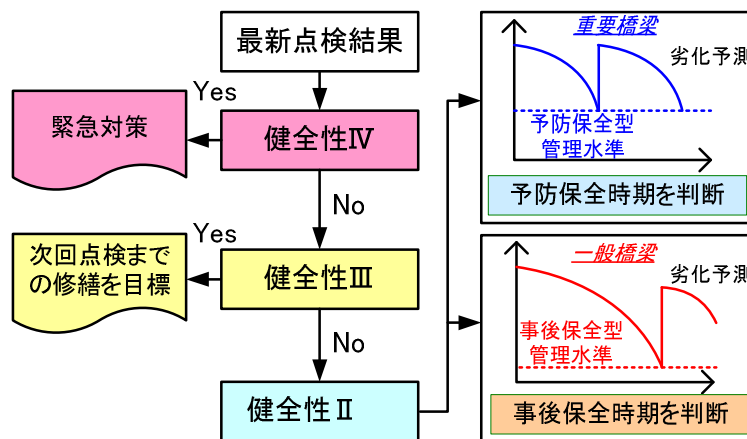 最新点検結果
Yes
緊急対策
健全性Ⅳ
No
Yes
次回点検まで
の修繕を目標
健全性Ⅲ
No
健全性Ⅱ
重要橋梁
劣化予測
予防保全型
管理水準
予防保全時期を判断
一般橋梁
劣化予測
事後保全型
管理水準
事後保全時期を判断